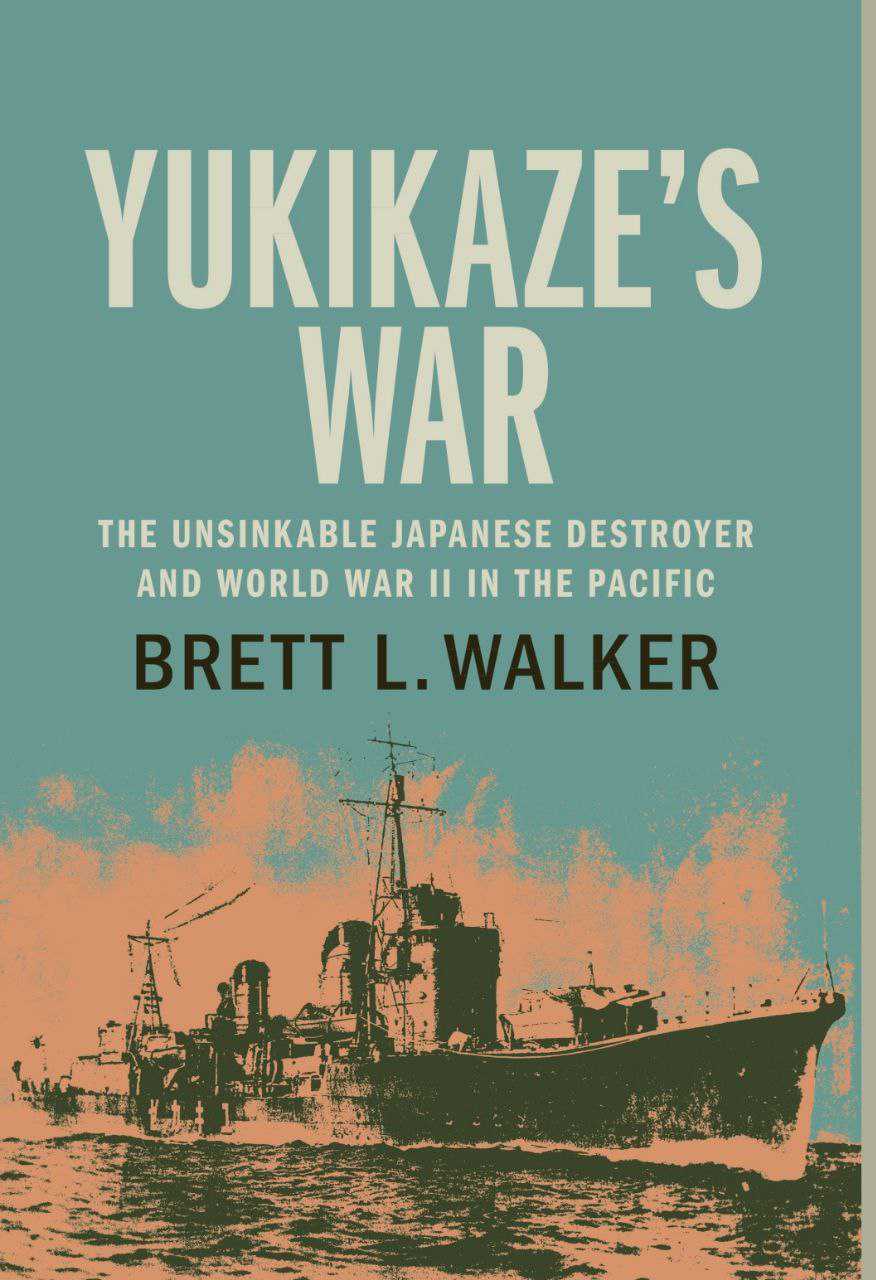 YUKIKAZE’S
WAR
THE UNSINKABLE JAPANESE DESTROYER
AND WORLD WAR II IN THE PACIFIC
BRETT L. WALKER